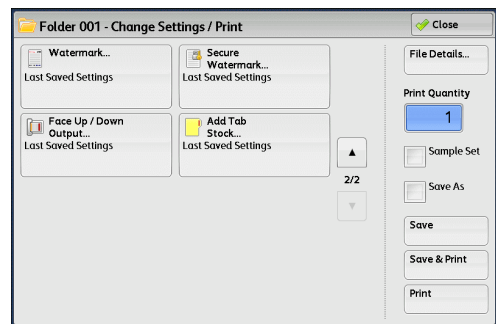 Folder 001 - Change Settings / Print
Close
Watermark...
Last Saved Settings
Secure
Watermark...
Last Saved Settings
Face Up / Down
Output...
Last Saved Settings
Add Tab
Stock...
Last Saved Settings
2/2
File Details...
Print Quantity
1
Sample Set
Save As
Save
Save & Print
Print